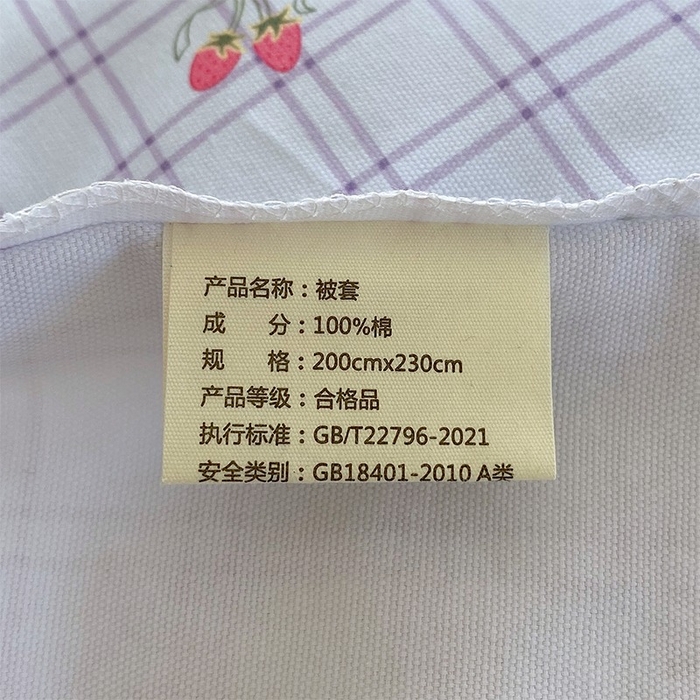 产品名称：被套
成 分：100%棉
规 格：200cmx230cm
产品等级：合格品
执行标准：GB/T22796-2021
安全类别：GB18401-2010 A类